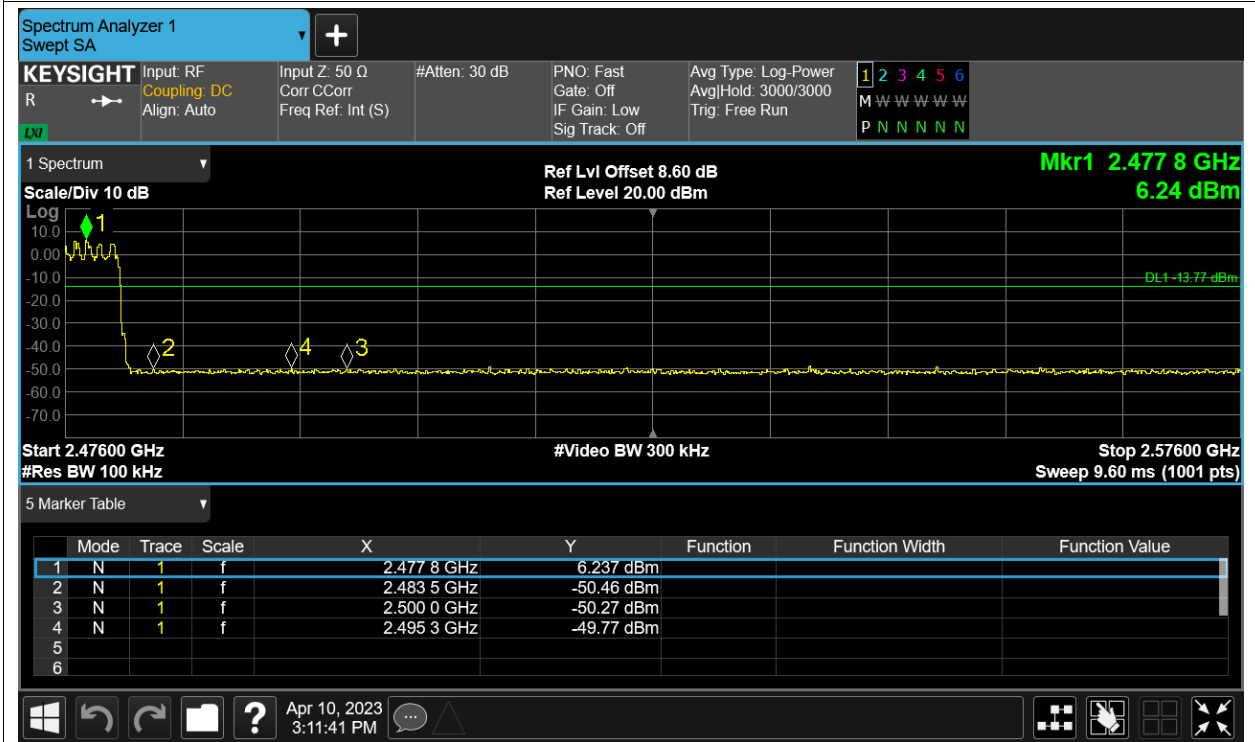 Spectrum Analyzer 1
Swept SA
KEYSIGHT
R
LXI
Input: RF
Coupling: DC
Align: Auto
Input Z: 50 Ω
Corr CCorr
Freq Ref: Int (S)
#Atten: 30 dB
PNO: Fast
Gate: Off
IF Gain: Low
Sig Track: Off
Avg Type: Log-Power
Avg|Hold: 3000/3000
Trig: Free Run
1 2 3 4 5 6
M W W W W W
P N N N N N
1 Spectrum
Scale/Div 10 dB
Ref Lvl Offset 8.60 dB
Ref Level 20.00 dBm
Mkr1 2.477 8 GHz
6.24 dBm
Log
10.0
0.00
-10.0
-20.0
-30.0
-40.0
-50.0
-60.0
-70.0
1
2
4
3
DL1 -13.77 dBm
Start 2.47600 GHz
#Res BW 100 kHz
#Video BW 300 kHz
Stop 2.57600 GHz
Sweep 9.60 ms (1001 pts)
5 Marker Table
Mode Trace Scale X Y Function Function Width Function Value
1 N 1 f 2.477 8 GHz 6.237 dBm
2 N 1 f 2.483 5 GHz -50.46 dBm
3 N 1 f 2.500 0 GHz -50.27 dBm
4 N 1 f 2.495 3 GHz -49.77 dBm
5
6
?
Apr 10, 2023
3:11:41 PM